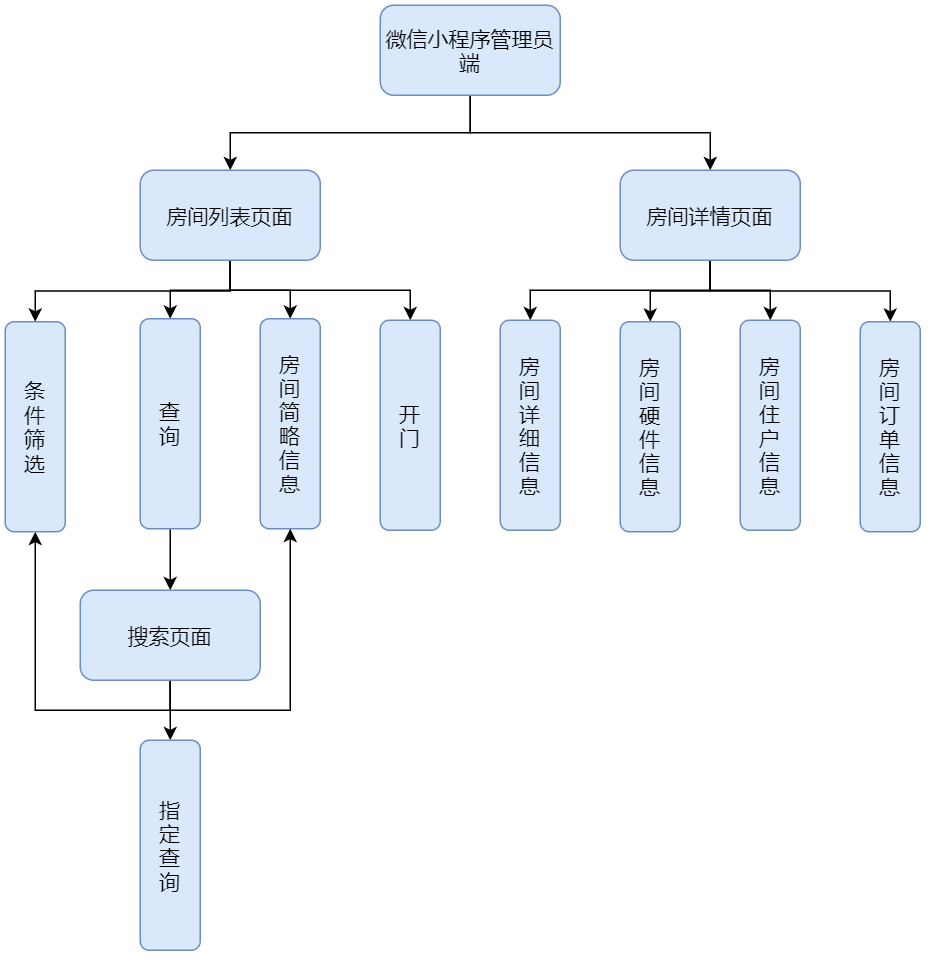 微信小程序管理员
端
房间列表页面
房间详情页面
条件筛选
查询
房间简略信息
开门
房间详细信息
房间硬件信息
房间住户信息
房间订单信息
搜索页面
指定查询